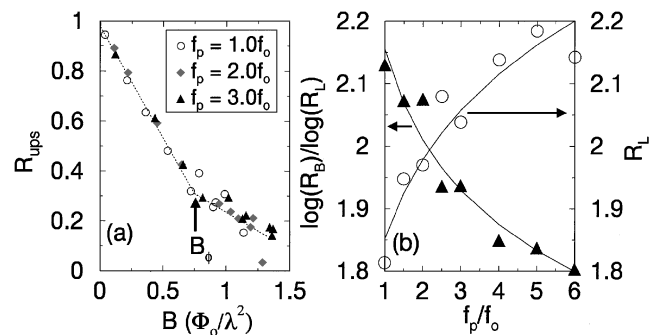 1
0.8
0.6
0.4
0.2
0
R_ups
f_p = 1.0f_o
f_p = 2.0f_o
f_p = 3.0f_o
(a)
B_ϕ
0 0.5 1 1.5
B (Φ_o/λ²)
2.2
2.1
2
1.9
1.8
log(R_B)/log(R_L)
(b)
1 2 3 4 5 6
f_p/f_o
2.2
2.1
2
1.9
1.8
R_L